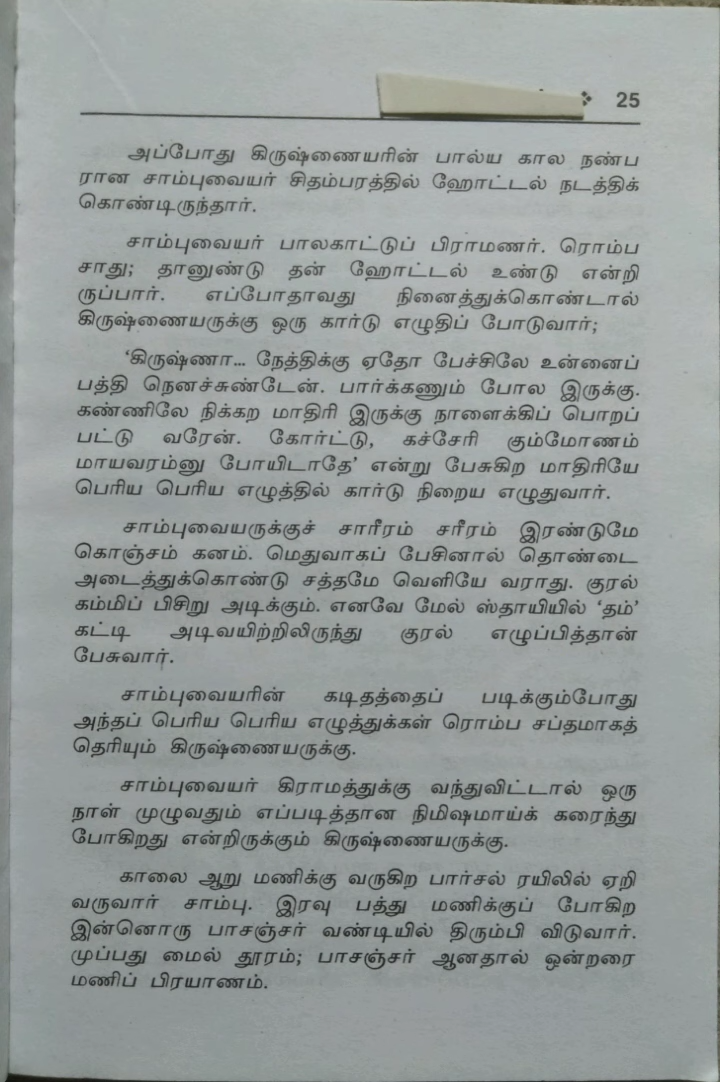 25
அப்போது கிருஷ்ணையரின் பால்ய கால நண்ப
ரான சாம்புவையர் சிதம்பரத்தில் ஹோட்டல் நடத்திக்
கொண்டிருந்தார்.
சாம்புவையர் பாலகாட்டுப் பிராமணர். ரொம்ப
சாது; தானுண்டு தன் ஹோட்டல் உண்டு என்றி
ருப்பார். எப்போதாவது நினைத்துக்கொண்டால்
கிருஷ்ணையருக்கு ஒரு கார்டு எழுதிப் போடுவார்;
'கிருஷ்ணா... நேத்திக்கு ஏதோ பேச்சிலே உன்னைப்
பத்தி நெனச்சுண்டேன். பார்க்கணும் போல இருக்கு.
கண்ணிலே நிக்கற மாதிரி இருக்கு நாளைக்கிப் பொறப்
பட்டு வரேன். கோர்ட்டு, கச்சேரி கும்மோணம்
மாயவரம்னு போயிடாதே' என்று பேசுகிற மாதிரியே
பெரிய பெரிய எழுத்தில் கார்டு நிறைய எழுதுவார்.
சாம்புவையருக்குச் சாரீரம் சரீரம் இரண்டுமே
கொஞ்சம் கனம். மெதுவாகப் பேசினால் தொண்டை
அடைத்துக்கொண்டு சத்தமே வெளியே வராது. குரல்
கம்மிப் பிசிறு அடிக்கும். எனவே மேல் ஸ்தாயியில் 'தம்'
கட்டி அடிவயிற்றிலிருந்து குரல் எழுப்பித்தான்
பேசுவார்.
சாம்புவையரின் கடிதத்தைப் படிக்கும்போது
அந்தப் பெரிய பெரிய எழுத்துக்கள் ரொம்ப சப்தமாகத்
தெரியும் கிருஷ்ணையருக்கு.
சாம்புவையர் கிராமத்துக்கு வந்துவிட்டால் ஒரு
நாள் முழுவதும் எப்படித்தான நிமிஷமாய்க் கரைந்து
போகிறது என்றிருக்கும் கிருஷ்ணையருக்கு.
காலை ஆறு மணிக்கு வருகிற பார்சல் ரயிலில் ஏறி
வருவார் சாம்பு. இரவு பத்து மணிக்குப் போகிற
இன்னொரு பாசஞ்சர் வண்டியில் திரும்பி விடுவார்.
முப்பது மைல் தூரம்; பாசஞ்சர் ஆனதால் ஒன்றரை
மணிப் பிரயாணம்.